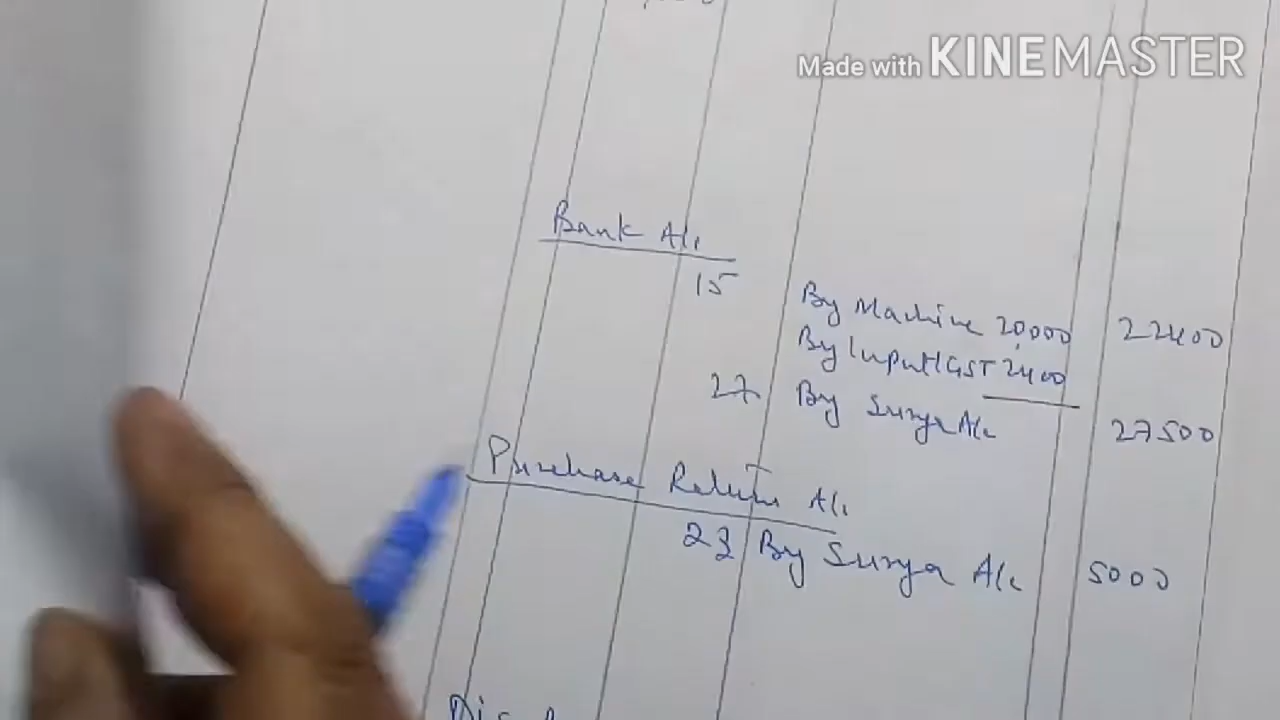 Made with KINEMASTER
Bank A/c
15 By Machine 20,000 22400
By Input IGST 2400
27 By Surya A/c 27500
Purchase Return A/c
23 By Surya A/c 5000